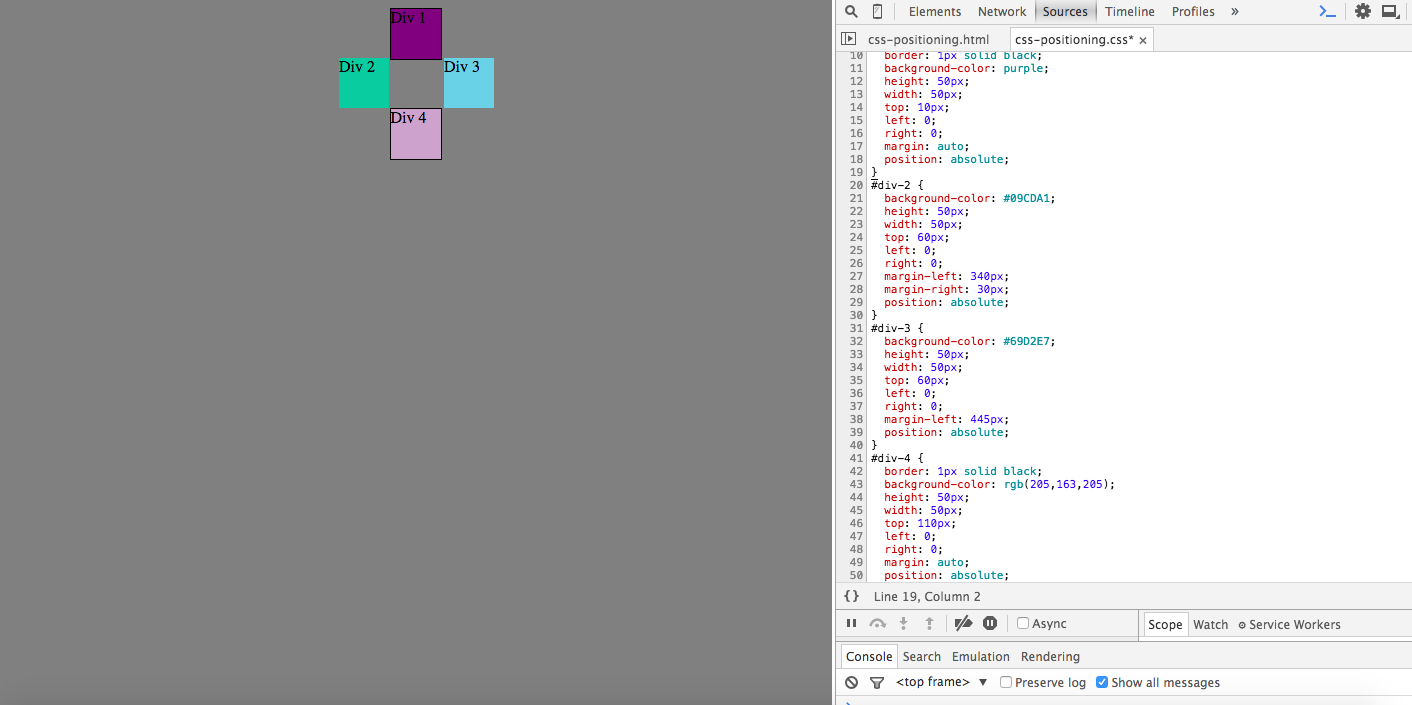 Div 1
Div 2
Div 3
Div 4
Elements Network Sources Timeline Profiles »
css-positioning.html css-positioning.css* ×
10 border: 1px solid black;
11 background-color: purple;
12 height: 50px;
13 width: 50px;
14 top: 10px;
15 left: 0;
16 right: 0;
17 margin: auto;
18 position: absolute;
19 }
20 #div-2 {
21 background-color: #09CDA1;
22 height: 50px;
23 width: 50px;
24 top: 60px;
25 left: 0;
26 right: 0;
27 margin-left: 340px;
28 margin-right: 30px;
29 position: absolute;
30 }
31 #div-3 {
32 background-color: #69D2E7;
33 height: 50px;
34 width: 50px;
35 top: 60px;
36 left: 0;
37 right: 0;
38 margin-left: 445px;
39 position: absolute;
40 }
41 #div-4 {
42 border: 1px solid black;
43 background-color: rgb(205,163,205);
44 height: 50px;
45 width: 50px;
46 top: 110px;
47 left: 0;
48 right: 0;
49 margin: auto;
50 position: absolute;
{} Line 19, Column 2
Async
Scope Watch Service Workers
Console Search Emulation Rendering
<top frame> ▼ Preserve log Show all messages